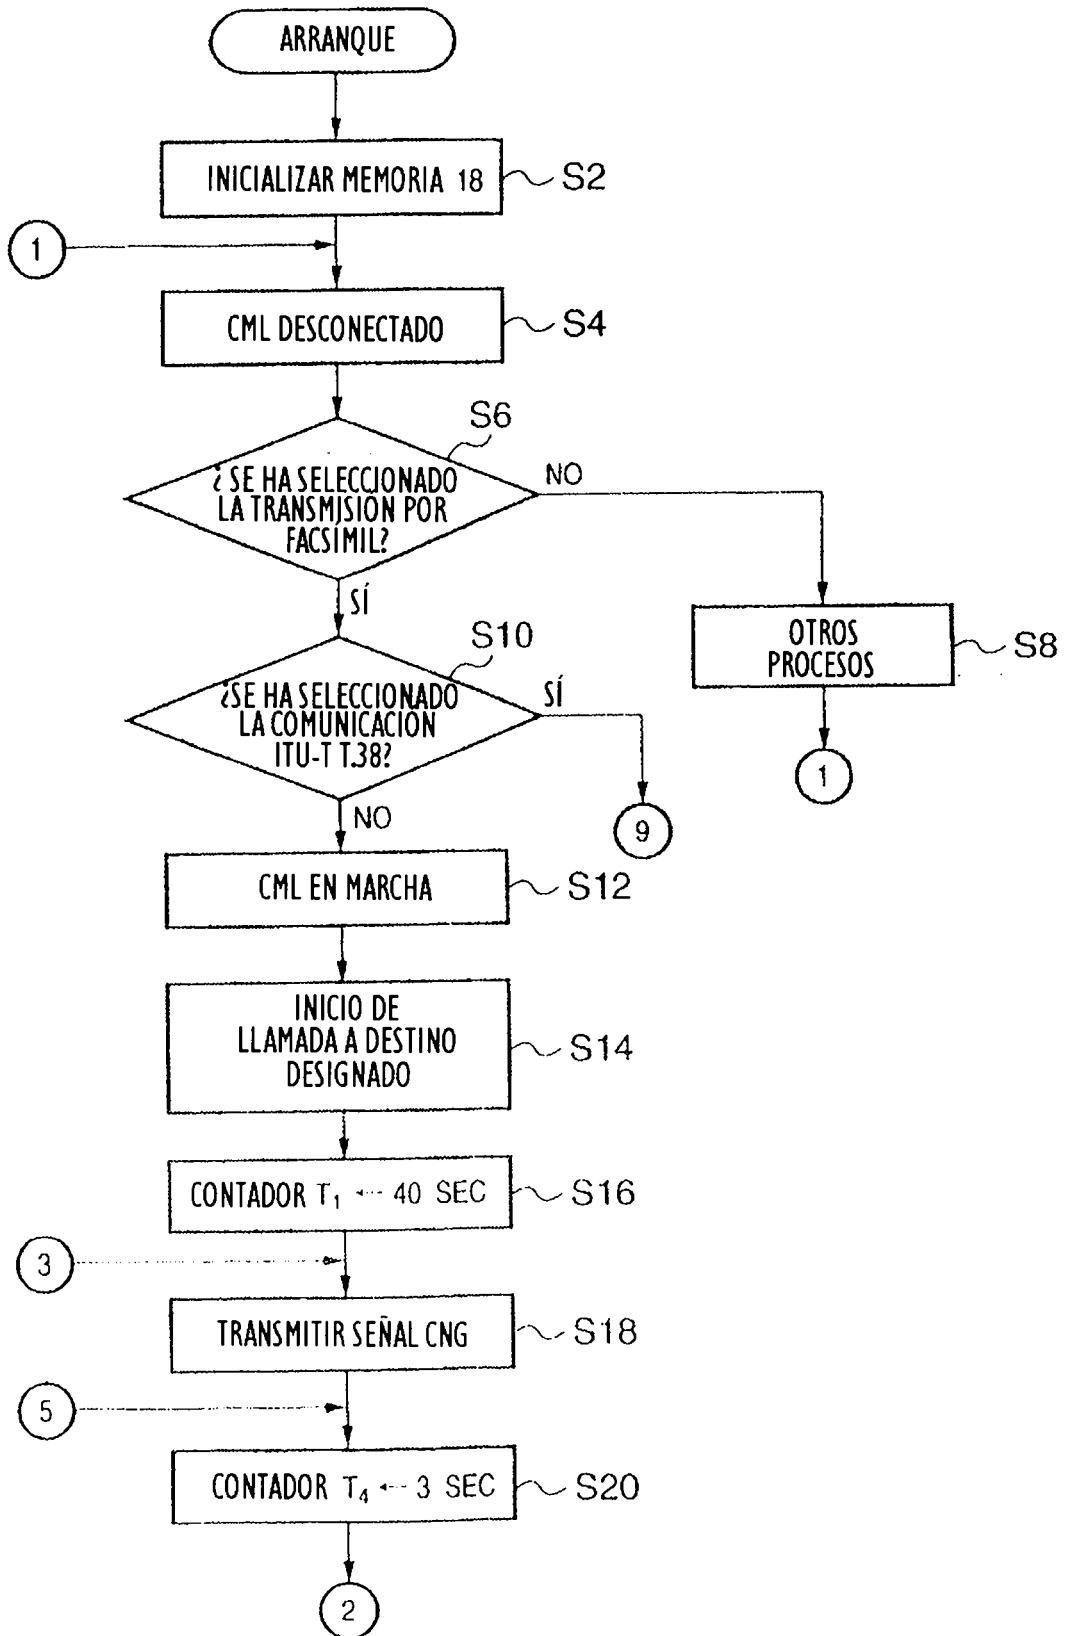 ARRANQUE
INICIALIZAR MEMORIA 18
S2
1
CML DESCONECTADO
S4
S6
¿ SE HA SELECCIONADO
LA TRANSMISIÓN POR
FACSÍMIL?
NO
SÍ
OTROS
PROCESOS
S8
1
S10
¿SE HA SELECCIONADO
LA COMUNICACIÓN
ITU-T T.38?
SÍ
9
NO
CML EN MARCHA
S12
INICIO DE
LLAMADA A DESTINO
DESIGNADO
S14
CONTADOR T₁ ← 40 SEC
S16
3
TRANSMITIR SEÑAL CNG
S18
5
CONTADOR T₄ ← 3 SEC
S20
2